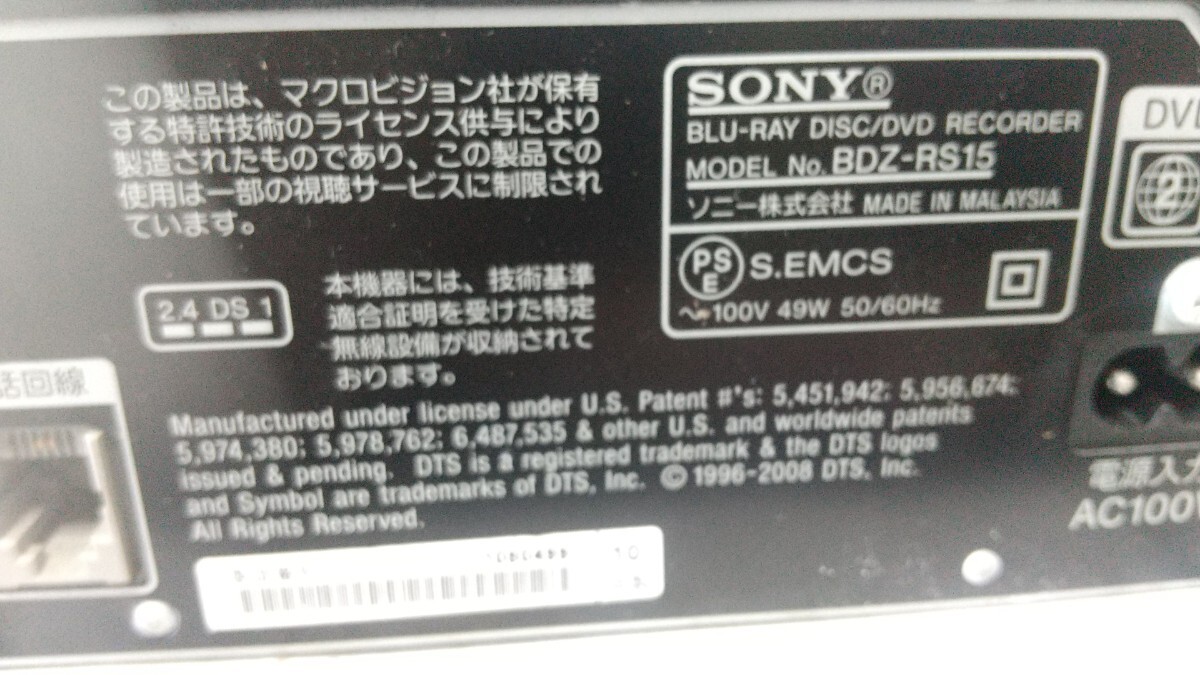 この製品は、マクロビジョン社が保有
する特許技術のライセンス供与により
製造されたものであり、この製品での
使用は一部の視聴サービスに制限され
ています。
2.4 DS 1
本機器には、技術基準
適合証明を受けた特定
無線設備が収納されて
おります。
SONY®
BLU-RAY DISC/DVD RECORDER
MODEL No. BDZ-RS15
ソニー株式会社 MADE IN MALAYSIA
PS
E
S.EMCS
~100V 49W 50/60Hz
DVD
2
話回線
Manufactured under license under U.S. Patent #'s: 5,451,942; 5,956,674;
5,974,380; 5,978,762; 6,487,535 & other U.S. and worldwide patents
issued & pending. DTS is a registered trademark & the DTS logos
and Symbol are trademarks of DTS, Inc. © 1996-2008 DTS, Inc.
All Rights Reserved.
電源入力
AC100V